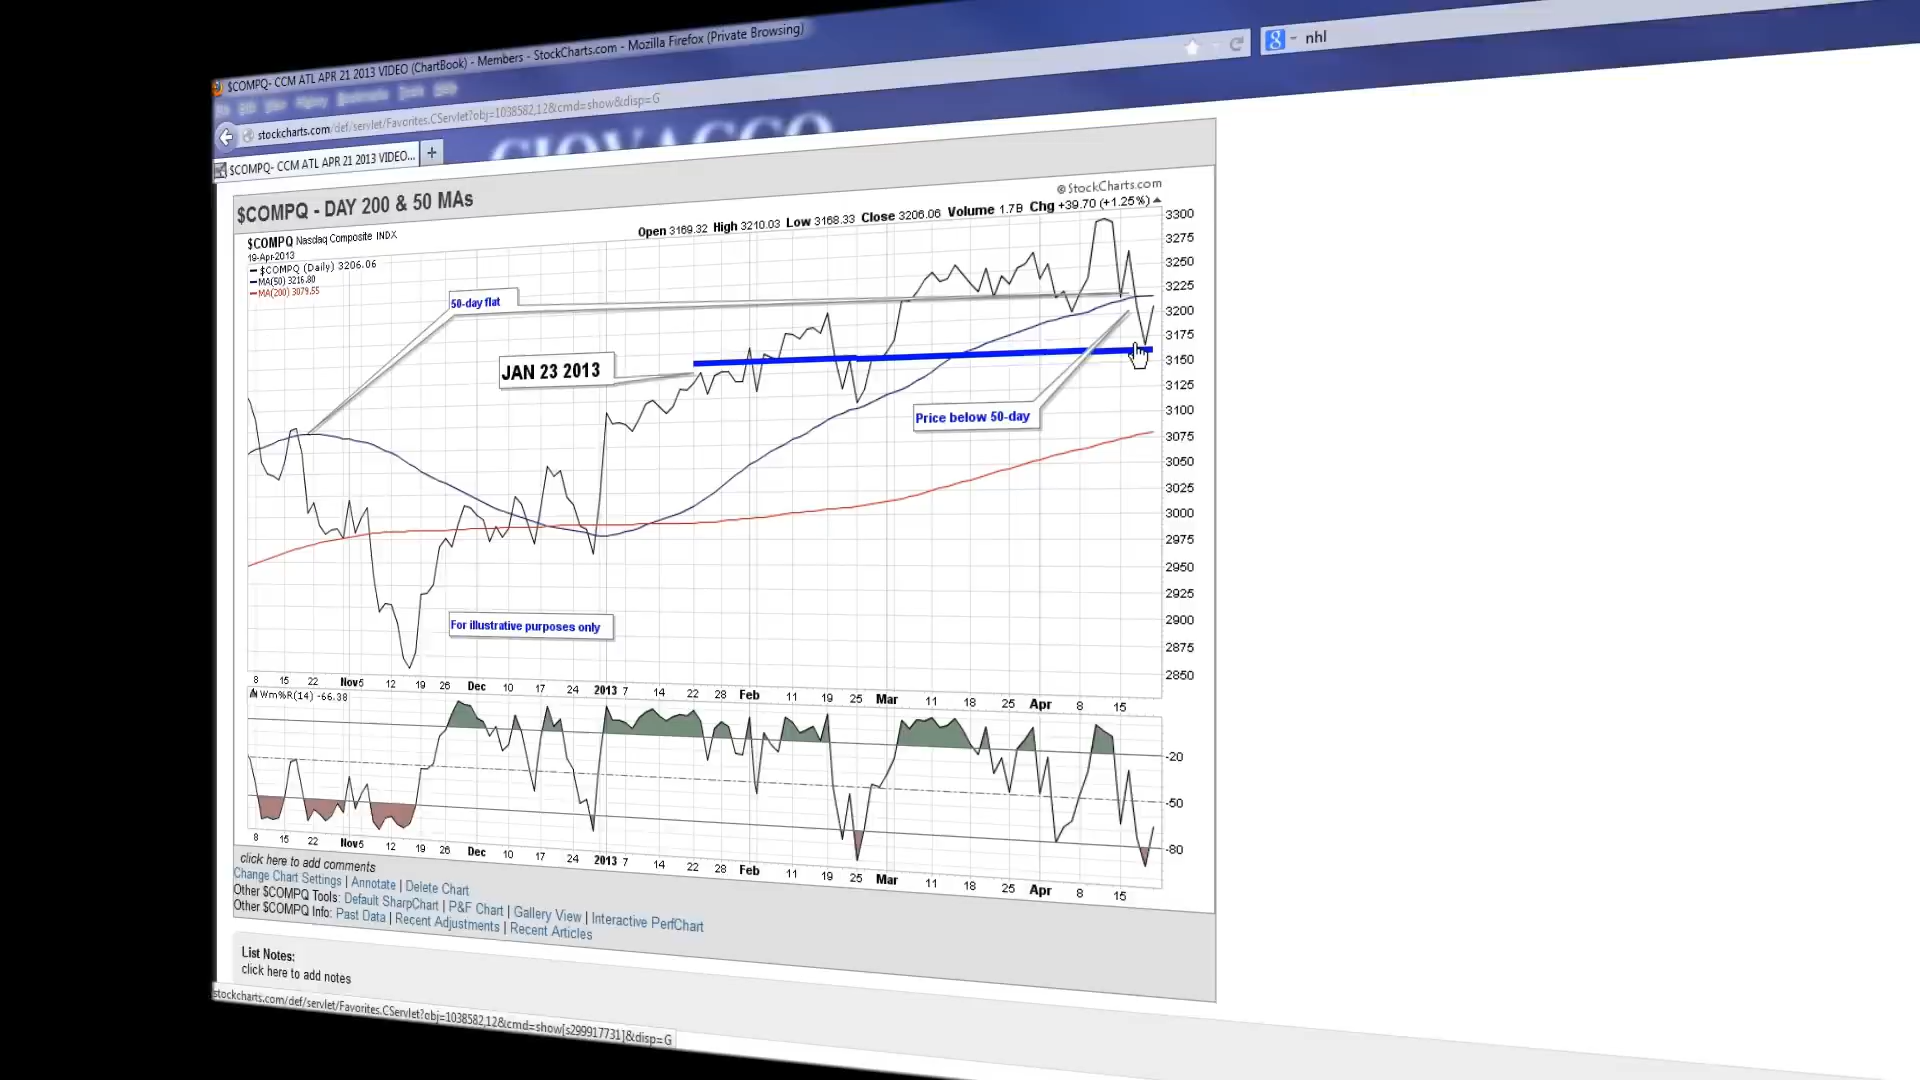 $COMPQ- CCM ATL APR 21 2013 VIDEO (ChartBook) - Members - StockCharts.com - Mozilla Firefox (Private Browsing)
nhl
stockcharts.com/def/servlet/Favorites.CServlet?obj=1038582,12&cmd=show&disp=G
$COMPQ- CCM ATL APR 21 2013 VIDEO... +
$COMPQ - DAY 200 & 50 MAs
© StockCharts.com
$COMPQ Nasdaq Composite INDX
Open 3169.32 High 3210.03 Low 3168.33 Close 3206.06 Volume 1.7B Chg +39.70 (+1.25%)
19-Apr-2013
$COMPQ (Daily) 3206.06
MA(50) 3216.80
MA(200) 3079.55
50-day flat
JAN 23 2013
Price below 50-day
For illustrative purposes only
3300
3275
3250
3225
3200
3175
3150
3125
3100
3075
3050
3025
3000
2975
2950
2925
2900
2875
2850
8 15 22 Nov5 12 19 26 Dec 10 17 24 2013 7 14 22 28 Feb 11 19 25 Mar 11 18 25 Apr 8 15
Wm%R(14) -66.38
-20
-50
-80
8 15 22 Nov5 12 19 26 Dec 10 17 24 2013 7 14 22 28 Feb 11 19 25 Mar 11 18 25 Apr 8 15
click here to add comments
Change Chart Settings | Annotate | Delete Chart
Other $COMPQ Tools: Default SharpChart | P&F Chart | Gallery View | Interactive PerfChart
Other $COMPQ Info: Past Data | Recent Adjustments | Recent Articles
List Notes:
click here to add notes
stockcharts.com/def/servlet/Favorites.CServlet?obj=1038582,12&cmd=show[s299917731]&disp=G